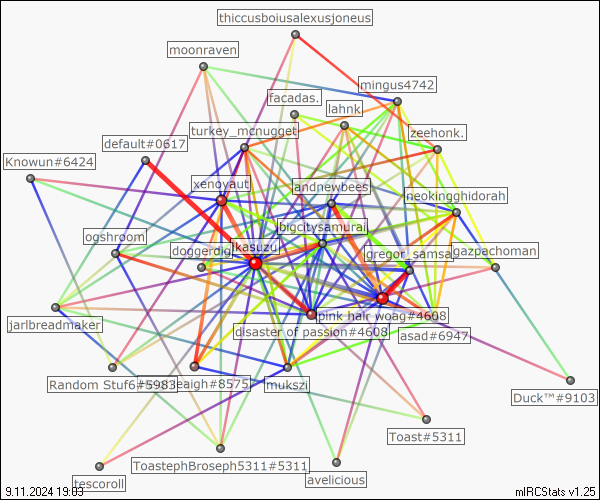 thiccusboiusalexusjoneus
moonraven
mingus4742
facadas.
lahnk.
turkey_mcnugget
zeehonk.
default#0617
Knowun#6424
xenoyaut
andnewbees
neokingghidorah
bigcitysamurai
ogshroom
kasuzu
doggerdig
gregor_samsa
gazpachoman
pink hair woag#4608
jarlbreadmaker
disaster of passion#4608
asad#6947
Random Stuf6#5983
eaigh#8575
mukszi
Duck™#9103
Toast#5311
ToastephBroseph5311#5311
tescoroll
avelicious
9.11.2024 19:03
mIRCStats v1.25